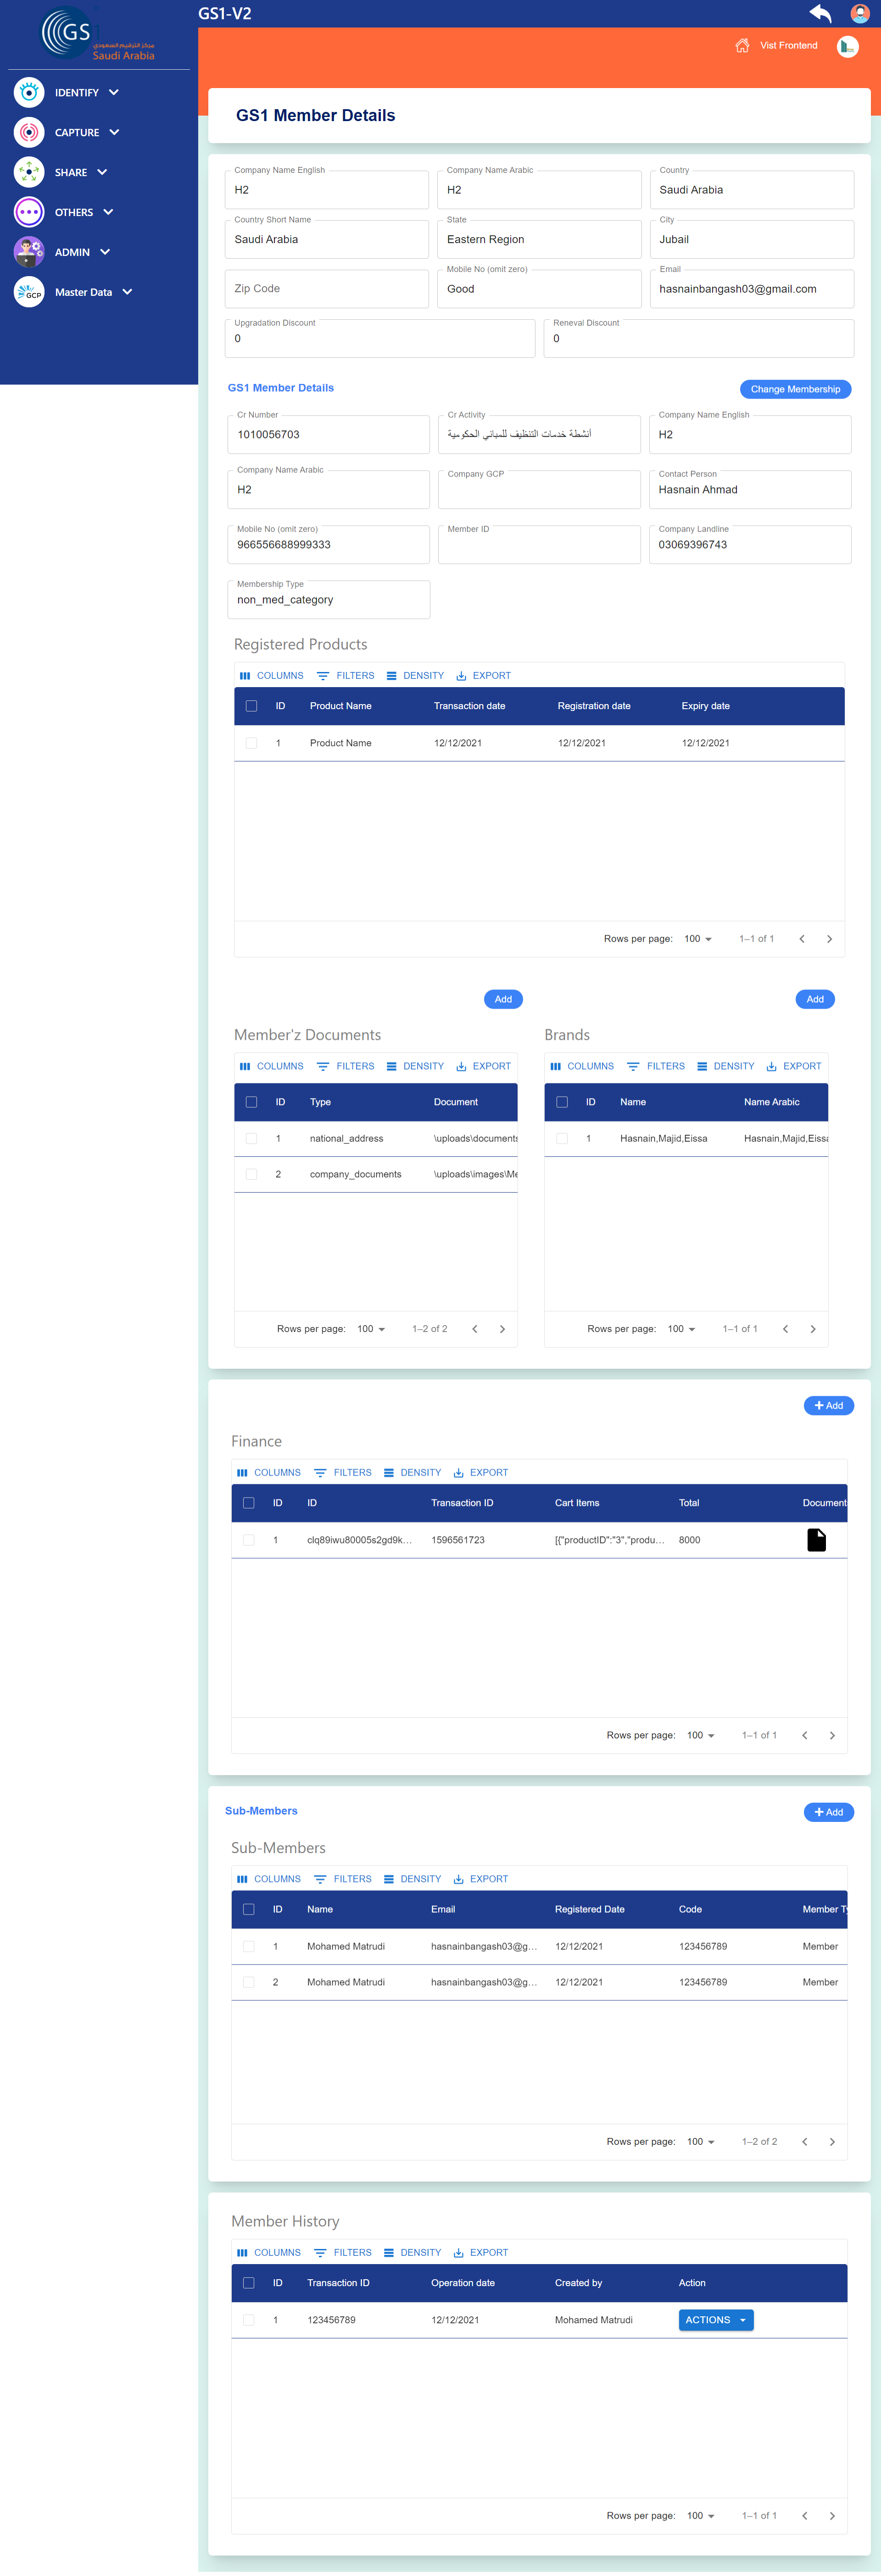 GS1-V2
GS
مركز الترقيم السعودي
Saudi Arabia
IDENTIFY
CAPTURE
SHARE
OTHERS
ADMIN
GCP
Master Data
Vist Frontend
GS1 Member Details
Company Name English
H2
Company Name Arabic
H2
Country
Saudi Arabia
Country Short Name
Saudi Arabia
State
Eastern Region
City
Jubail
Zip Code
Mobile No (omit zero)
Good
Email
hasnainbangash03@gmail.com
Upgradation Discount
0
Reneval Discount
0
GS1 Member Details
Change Membership
Cr Number
1010056703
Cr Activity
أنشطة خدمات التنظيف للمباني الحكومية
Company Name English
H2
Company Name Arabic
H2
Company GCP
Contact Person
Hasnain Ahmad
Mobile No (omit zero)
966556688999333
Member ID
Company Landline
03069396743
Membership Type
non_med_category
Registered Products
COLUMNS FILTERS DENSITY EXPORT
ID Product Name Transaction date Registration date Expiry date
1 Product Name 12/12/2021 12/12/2021 12/12/2021
Rows per page: 100 1–1 of 1
Add
Member'z Documents
COLUMNS FILTERS DENSITY EXPORT
ID Type Document
1 national_address \uploads\documents
2 company_documents \uploads\images\Me
Rows per page: 100 1–2 of 2
Add
Brands
COLUMNS FILTERS DENSITY EXPORT
ID Name Name Arabic
1 Hasnain,Majid,Eissa Hasnain,Majid,Eissa
Rows per page: 100 1–1 of 1
Add
Finance
COLUMNS FILTERS DENSITY EXPORT
ID ID Transaction ID Cart Items Total Document
1 clq89iwu80005s2gd9k... 1596561723 [{"productID":"3","produ... 8000
Rows per page: 100 1–1 of 1
Sub-Members
Add
Sub-Members
COLUMNS FILTERS DENSITY EXPORT
ID Name Email Registered Date Code Member Ty
1 Mohamed Matrudi hasnainbangash03@g... 12/12/2021 123456789 Member
2 Mohamed Matrudi hasnainbangash03@g... 12/12/2021 123456789 Member
Rows per page: 100 1–2 of 2
Member History
COLUMNS FILTERS DENSITY EXPORT
ID Transaction ID Operation date Created by Action
1 123456789 12/12/2021 Mohamed Matrudi ACTIONS
Rows per page: 100 1–1 of 1